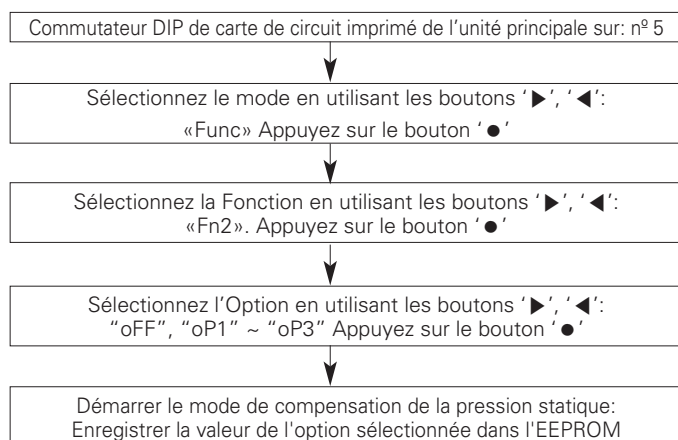 Commutateur DIP de carte de circuit imprimé de l’unité principale sur: nº 5
Sélectionnez le mode en utilisant les boutons ‘▶’, ‘◀’:
«Func» Appuyez sur le bouton ‘●’
Sélectionnez la Fonction en utilisant les boutons ‘▶’, ‘◀’:
«Fn2». Appuyez sur le bouton ‘●’
Sélectionnez l’Option en utilisant les boutons ‘▶’, ‘◀’:
“oFF”, “oP1” ~ “oP3” Appuyez sur le bouton ‘●’
Démarrer le mode de compensation de la pression statique:
Enregistrer la valeur de l'option sélectionnée dans l'EEPROM